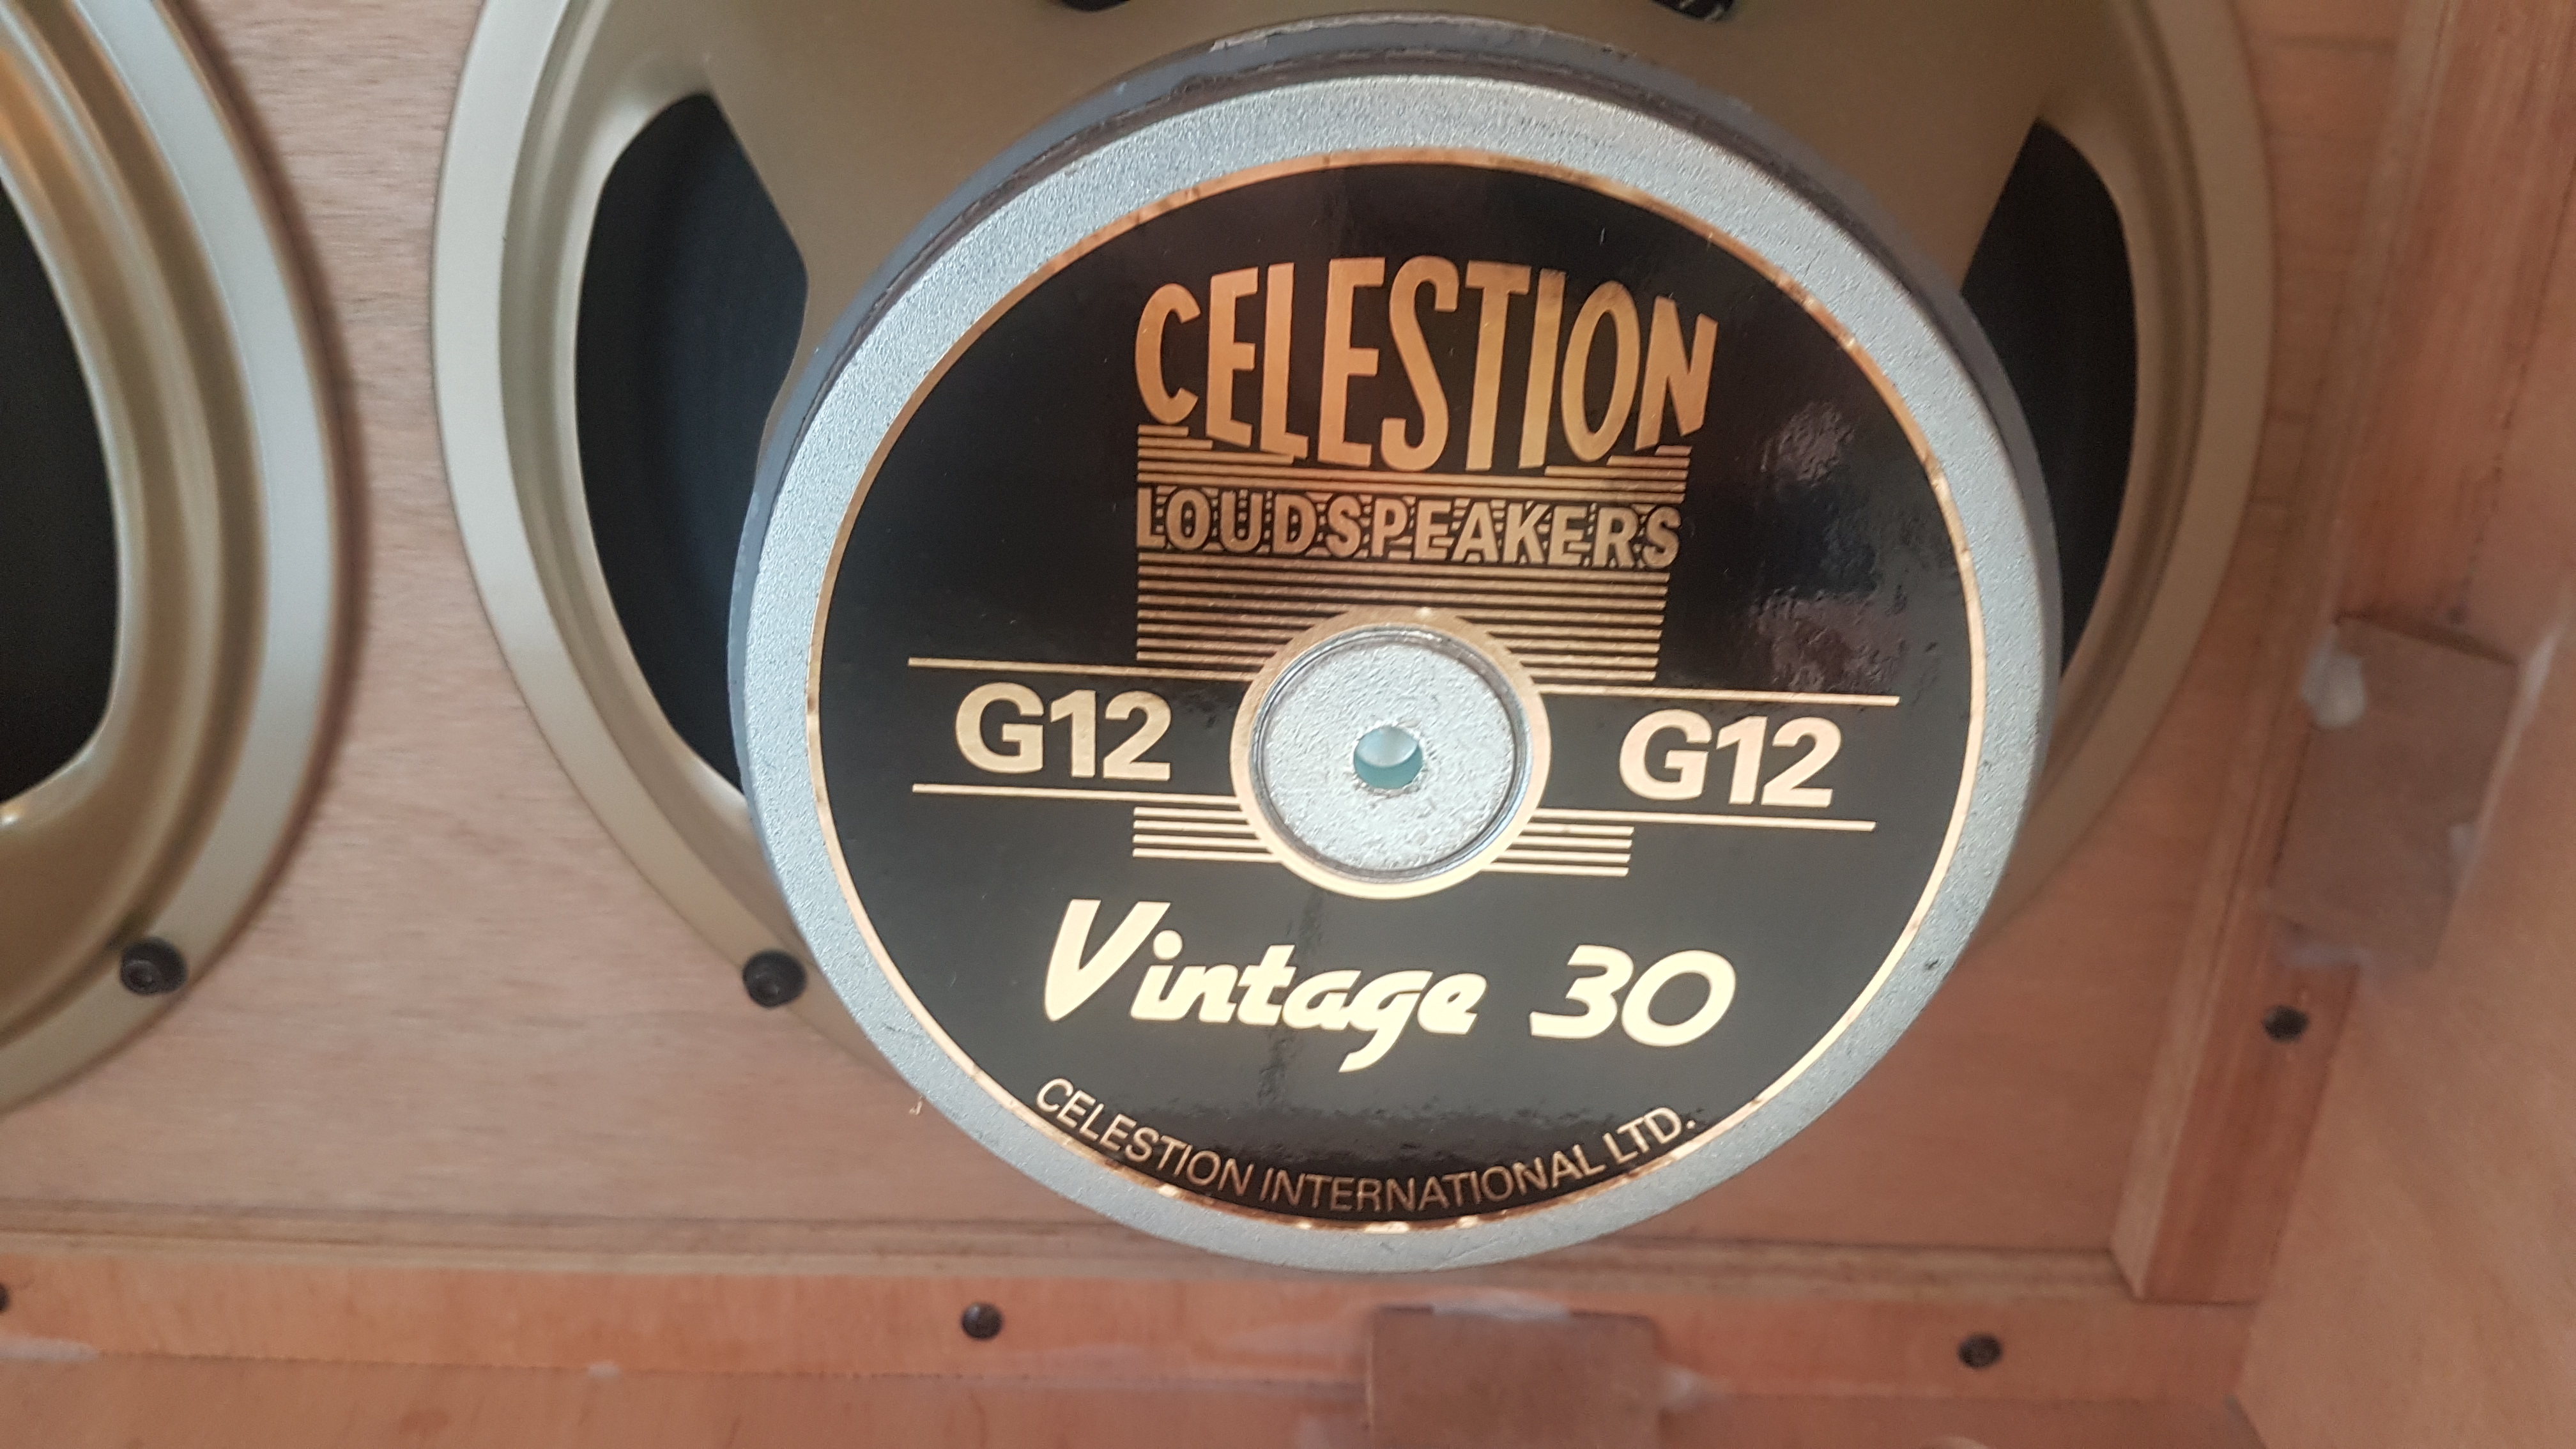 CELESTION
LOUDSPEAKERS
G12 G12
Vintage 30
CELESTION INTERNATIONAL LTD.